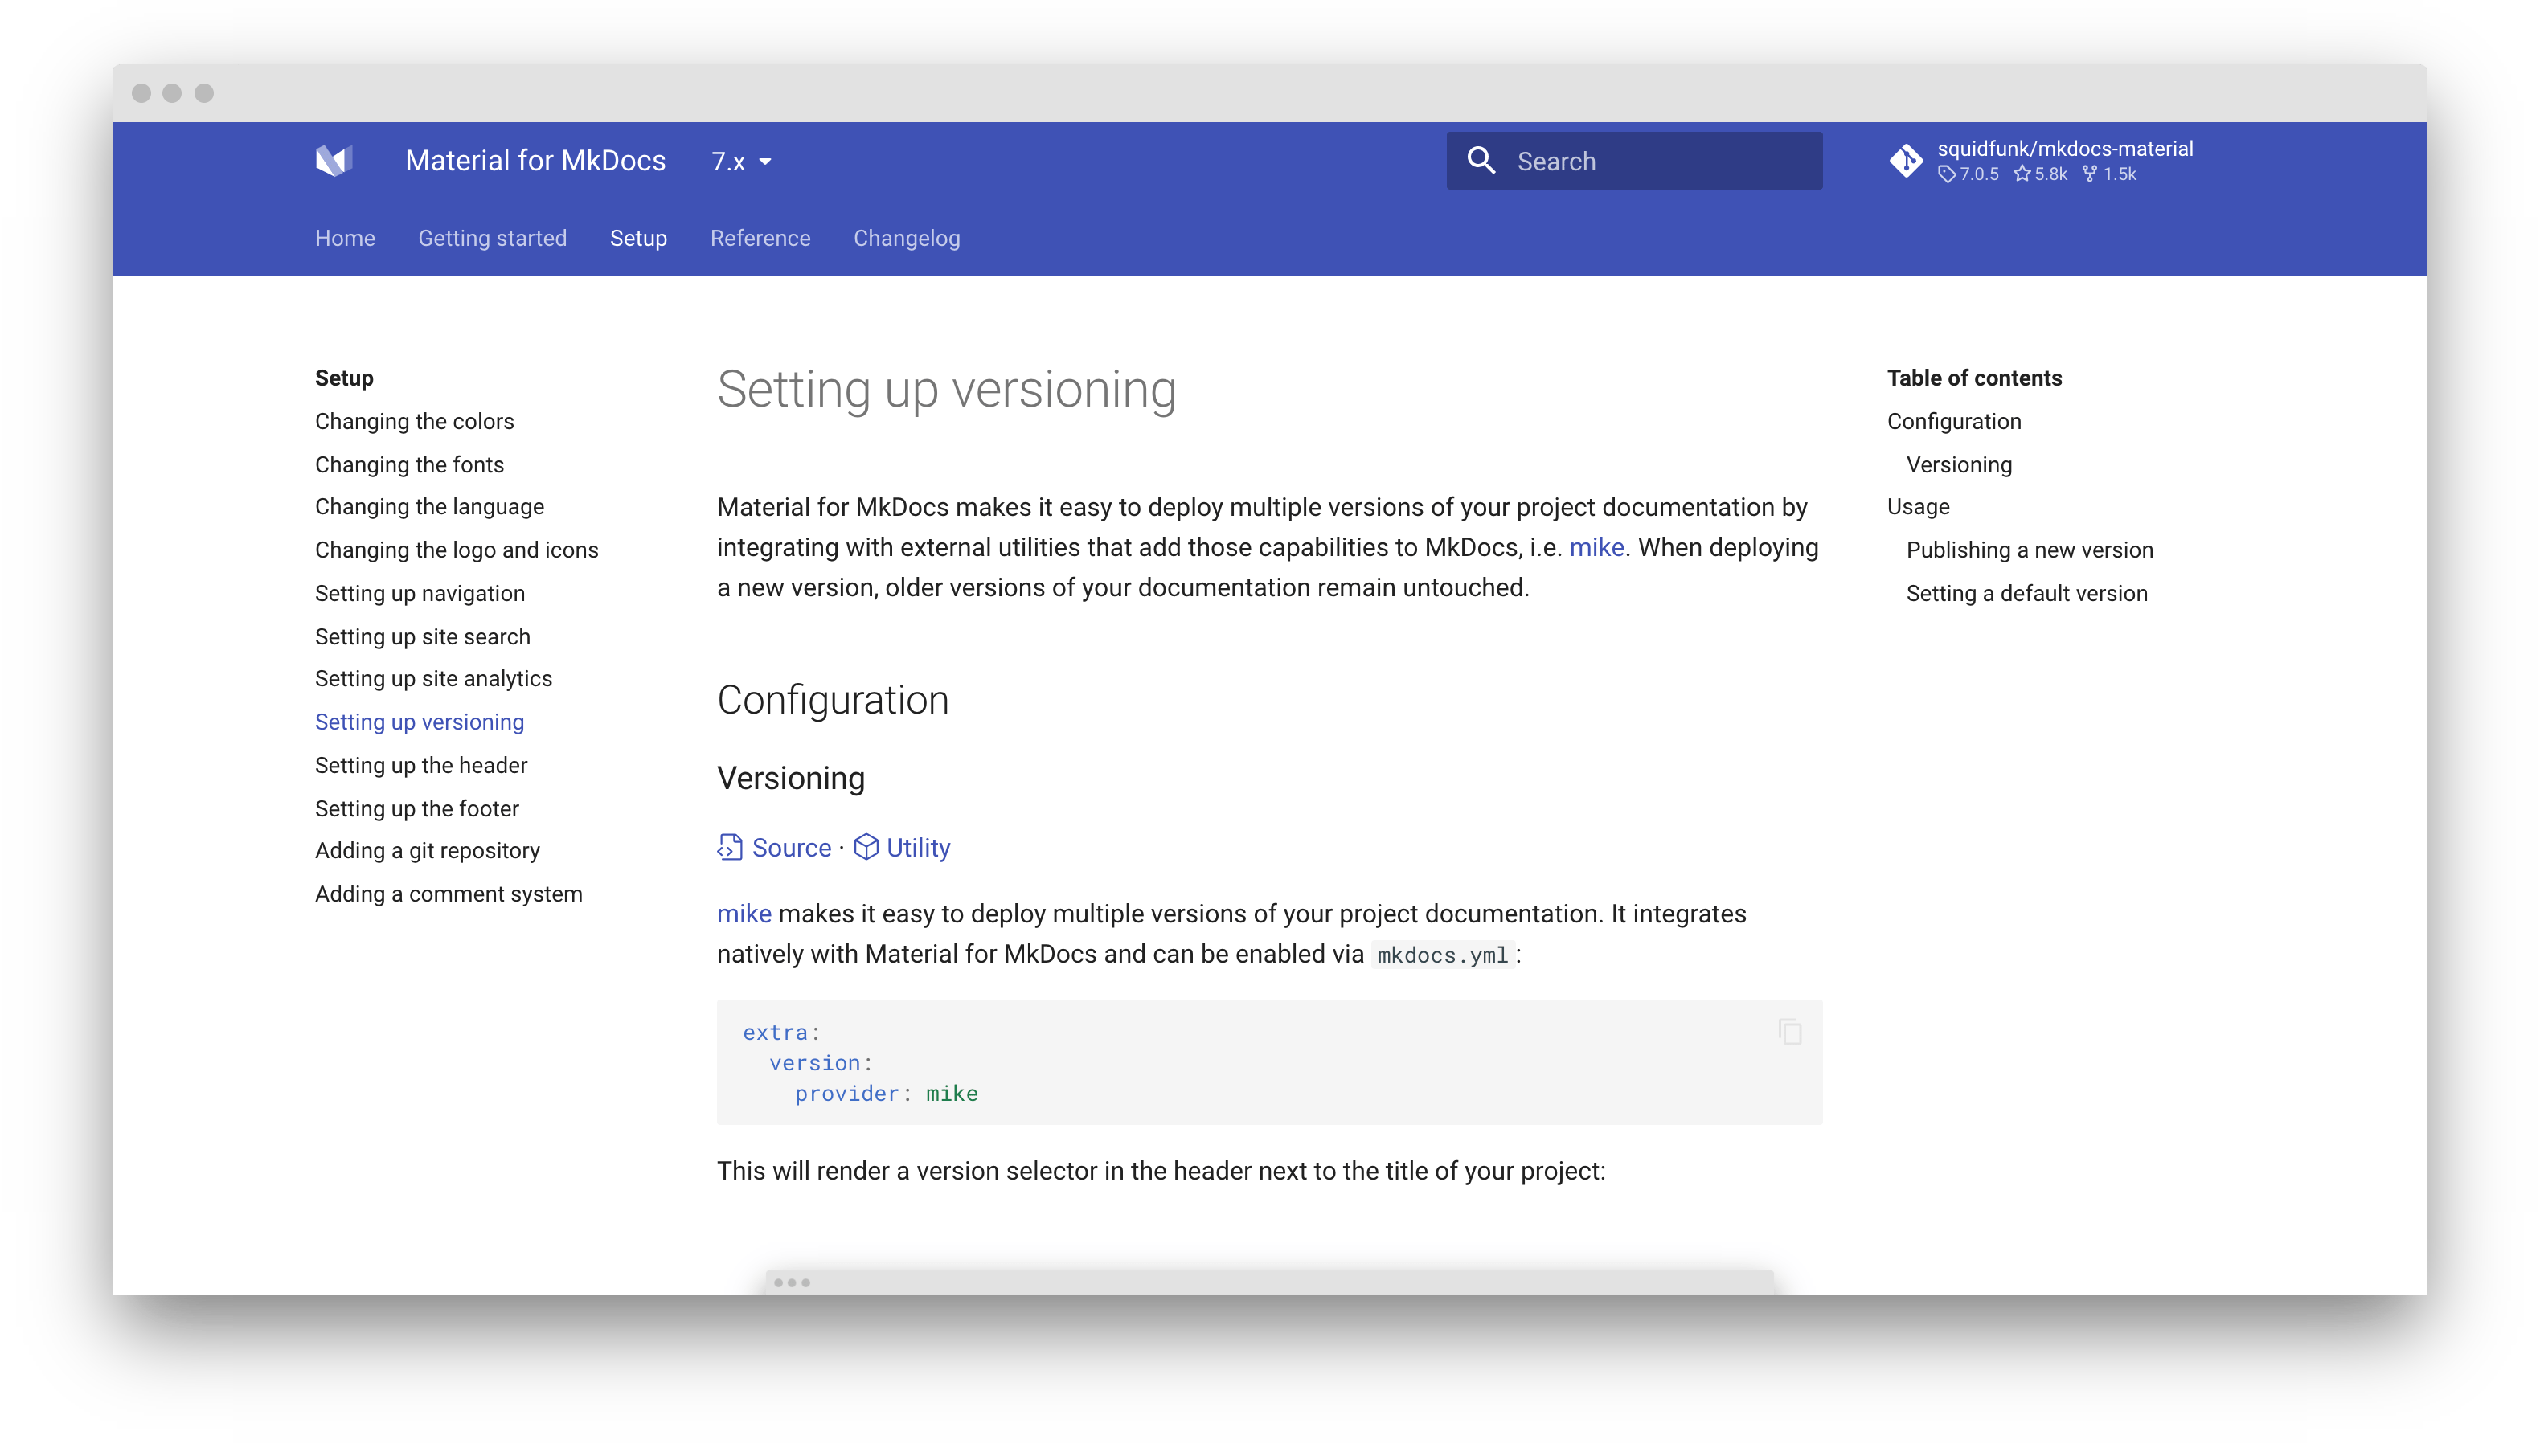 Material for MkDocs 7.x
Search
squidfunk/mkdocs-material
7.0.5 5.8k 1.5k
Home Getting started Setup Reference Changelog
Setup
Changing the colors
Changing the fonts
Changing the language
Changing the logo and icons
Setting up navigation
Setting up site search
Setting up site analytics
Setting up versioning
Setting up the header
Setting up the footer
Adding a git repository
Adding a comment system
Setting up versioning
Material for MkDocs makes it easy to deploy multiple versions of your project documentation by
integrating with external utilities that add those capabilities to MkDocs, i.e. mike. When deploying
a new version, older versions of your documentation remain untouched.
Configuration
Versioning
Source · Utility
mike makes it easy to deploy multiple versions of your project documentation. It integrates
natively with Material for MkDocs and can be enabled via mkdocs.yml:
extra:
  version:
    provider: mike
This will render a version selector in the header next to the title of your project:
Table of contents
Configuration
Versioning
Usage
Publishing a new version
Setting a default version